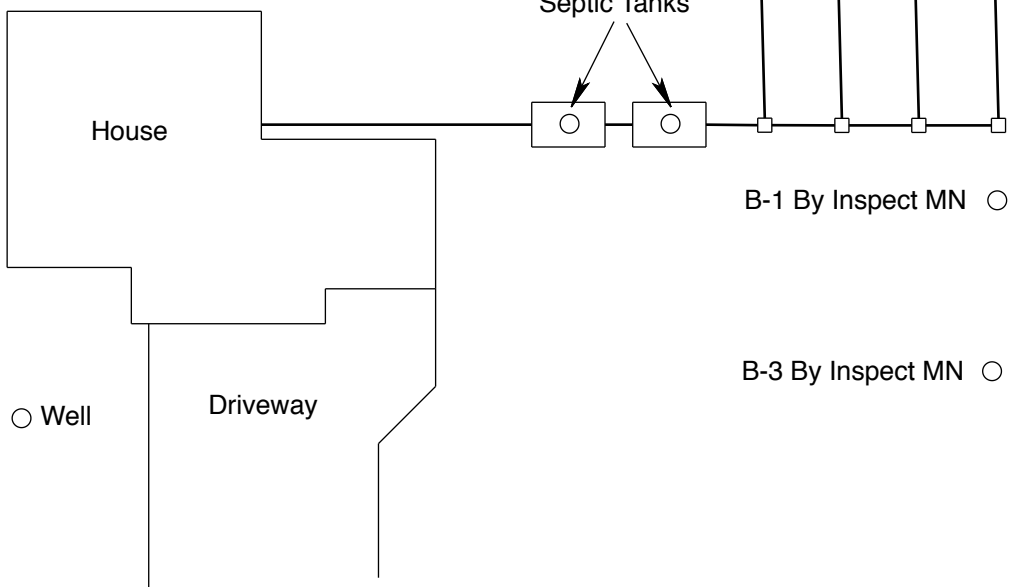 Septic Tanks
House
B-1 By Inspect MN
B-3 By Inspect MN
Driveway
Well